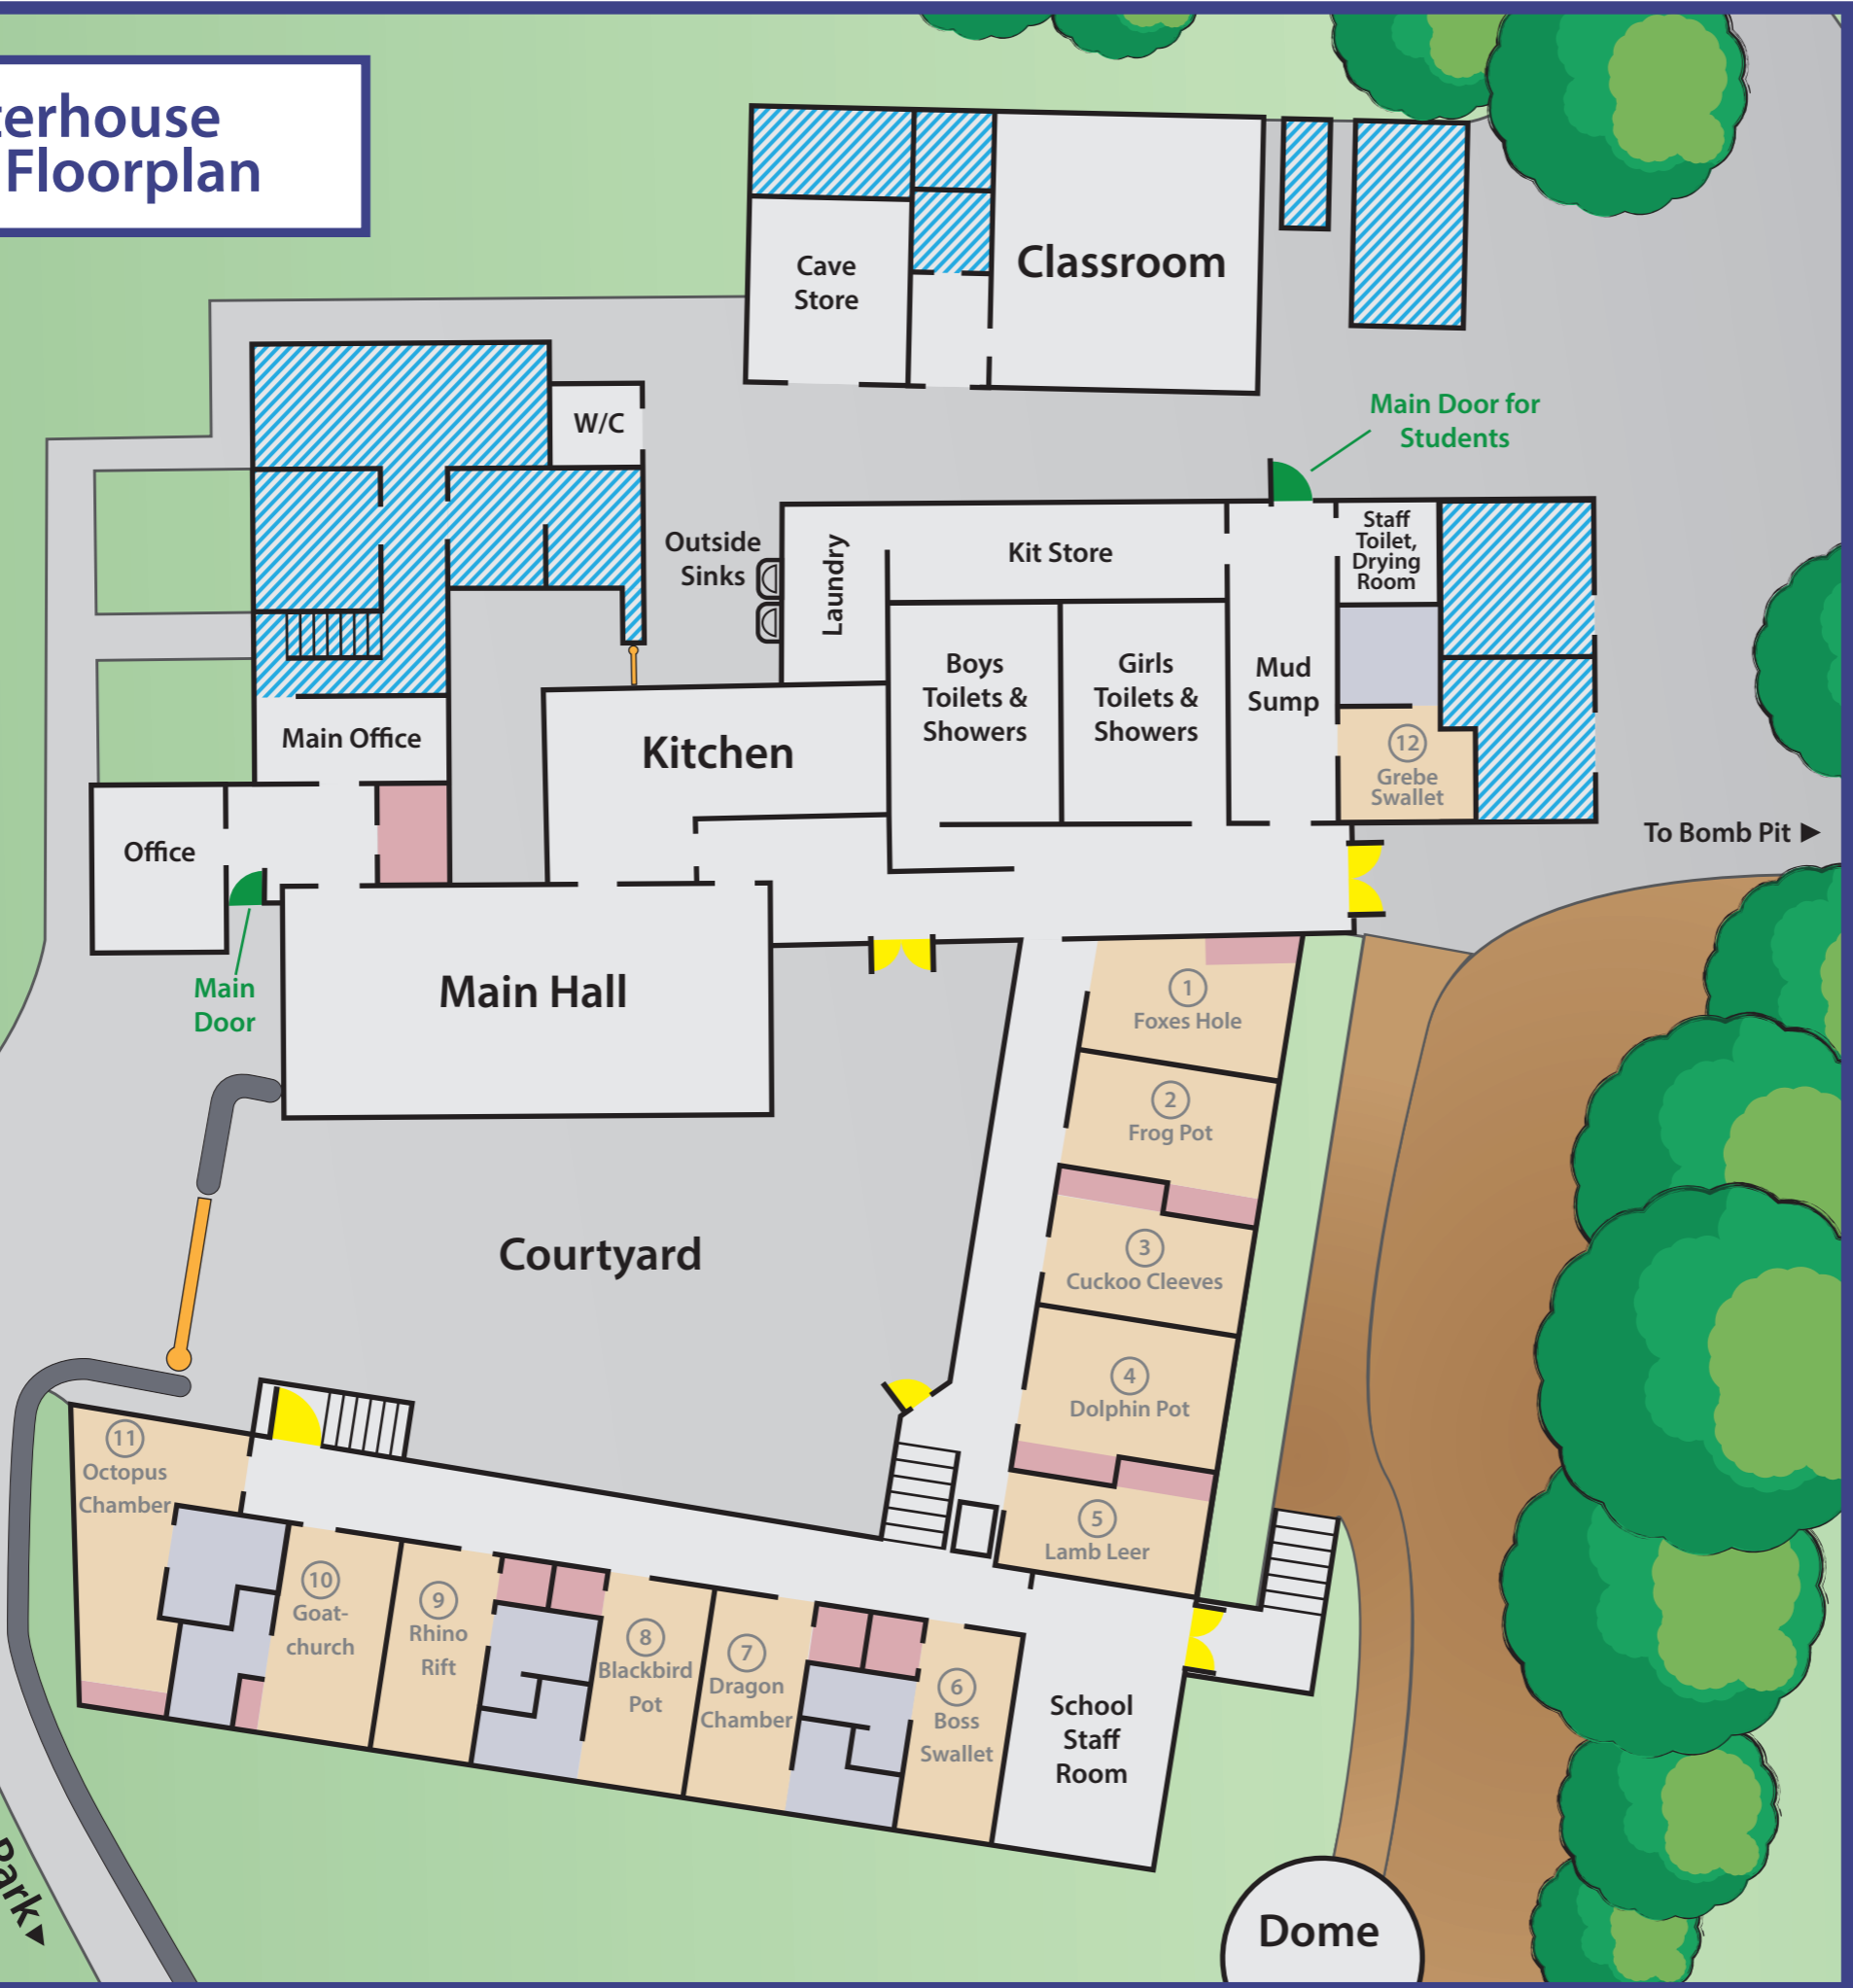 terhouse
Floorplan
Cave
Store
Classroom
W/C
Main Door for
Students
Outside
Sinks
Laundry
Kit Store
Staff
Toilet,
Drying
Room
Boys
Toilets &
Showers
Girls
Toilets &
Showers
Mud
Sump
Main Office
Kitchen
12
Grebe
Swallet
To Bomb Pit ►
Office
Main
Door
Main Hall
1
Foxes Hole
2
Frog Pot
Courtyard
3
Cuckoo Cleeves
4
Dolphin Pot
5
Lamb Leer
11
Octopus
Chamber
10
Goat-
church
9
Rhino
Rift
8
Blackbird
Pot
7
Dragon
Chamber
6
Boss
Swallet
School
Staff
Room
Park ►
Dome